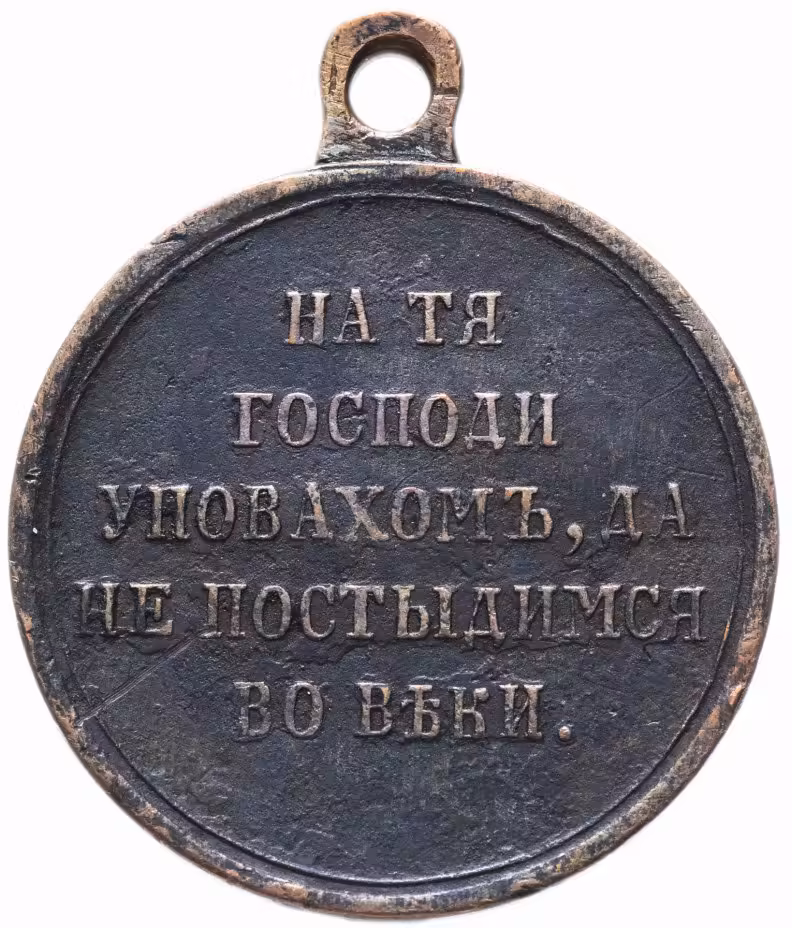 НА ТЯ
ГОСПОДИ
УПОВАХОМЪ, ДА
НЕ ПОСТЫДИМСЯ
ВО ВѢКИ.